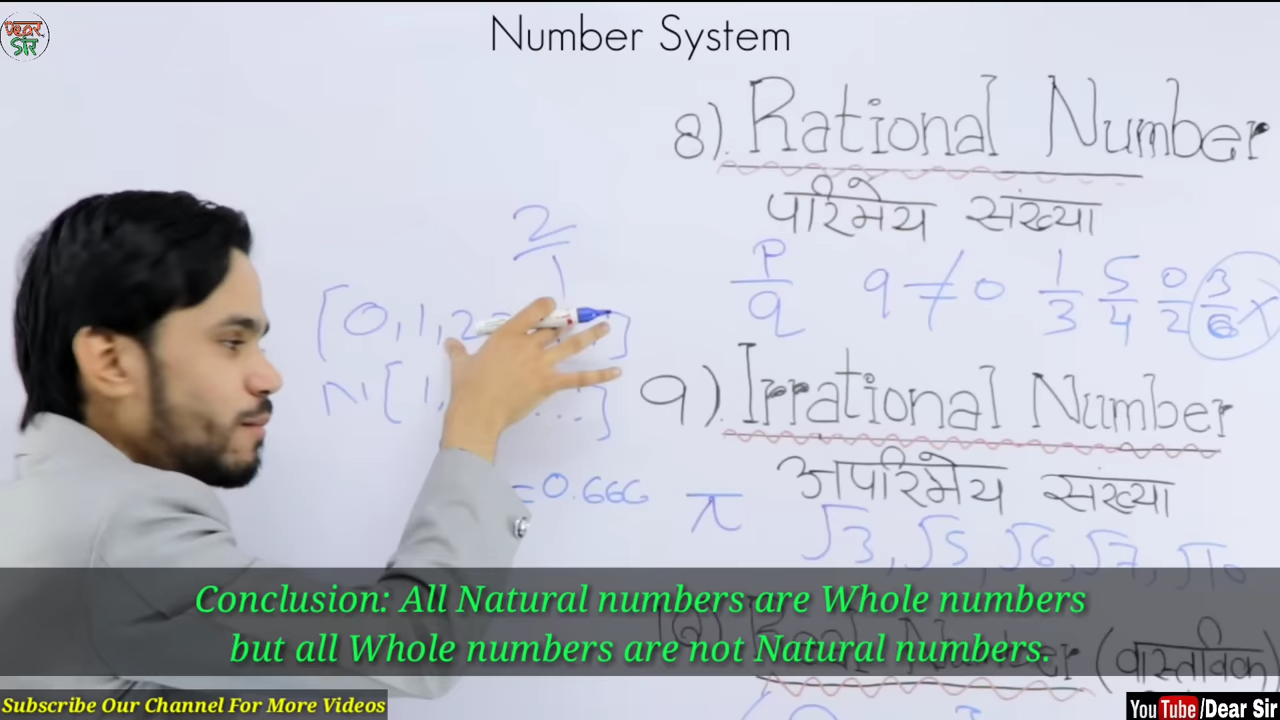 DEAR
SIR
Number System
8). Rational Number
परिमेय संख्या
p/q q ≠ 0 1/3 5/4 0/2 3/6 X
2/1
[0, 1, 2
N[1, ...]
9) Irrational Number
अपरिमेय संख्या
=0.666 π √3, √5, √6, √7, √10
Conclusion: All Natural numbers are Whole numbers
but all Whole numbers are not Natural numbers.
Real Number (वास्तविक)
Subscribe Our Channel For More Videos
YouTube /Dear Sir